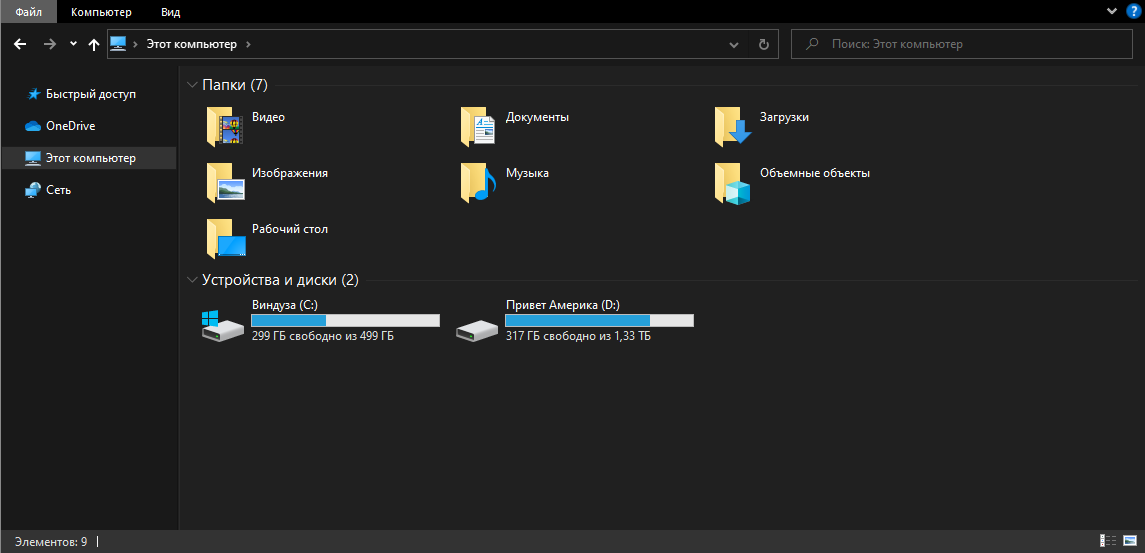 Файл Компьютер Вид
Этот компьютер
Поиск: Этот компьютер
Быстрый доступ
OneDrive
Этот компьютер
Сеть
Папки (7)
Видео
Документы
Загрузки
Изображения
Музыка
Объемные объекты
Рабочий стол
Устройства и диски (2)
Виндуза (C:)
299 ГБ свободно из 499 ГБ
Привет Америка (D:)
317 ГБ свободно из 1,33 ТБ
Элементов: 9